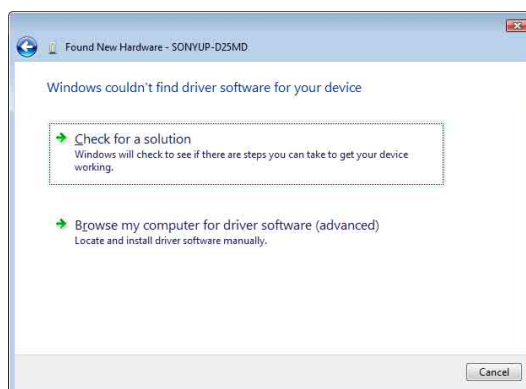 Found New Hardware - SONYUP-D25MD
Windows couldn't find driver software for your device
Check for a solution
Windows will check to see if there are steps you can take to get your device
working.
Browse my computer for driver software (advanced)
Locate and install driver software manually.
Cancel